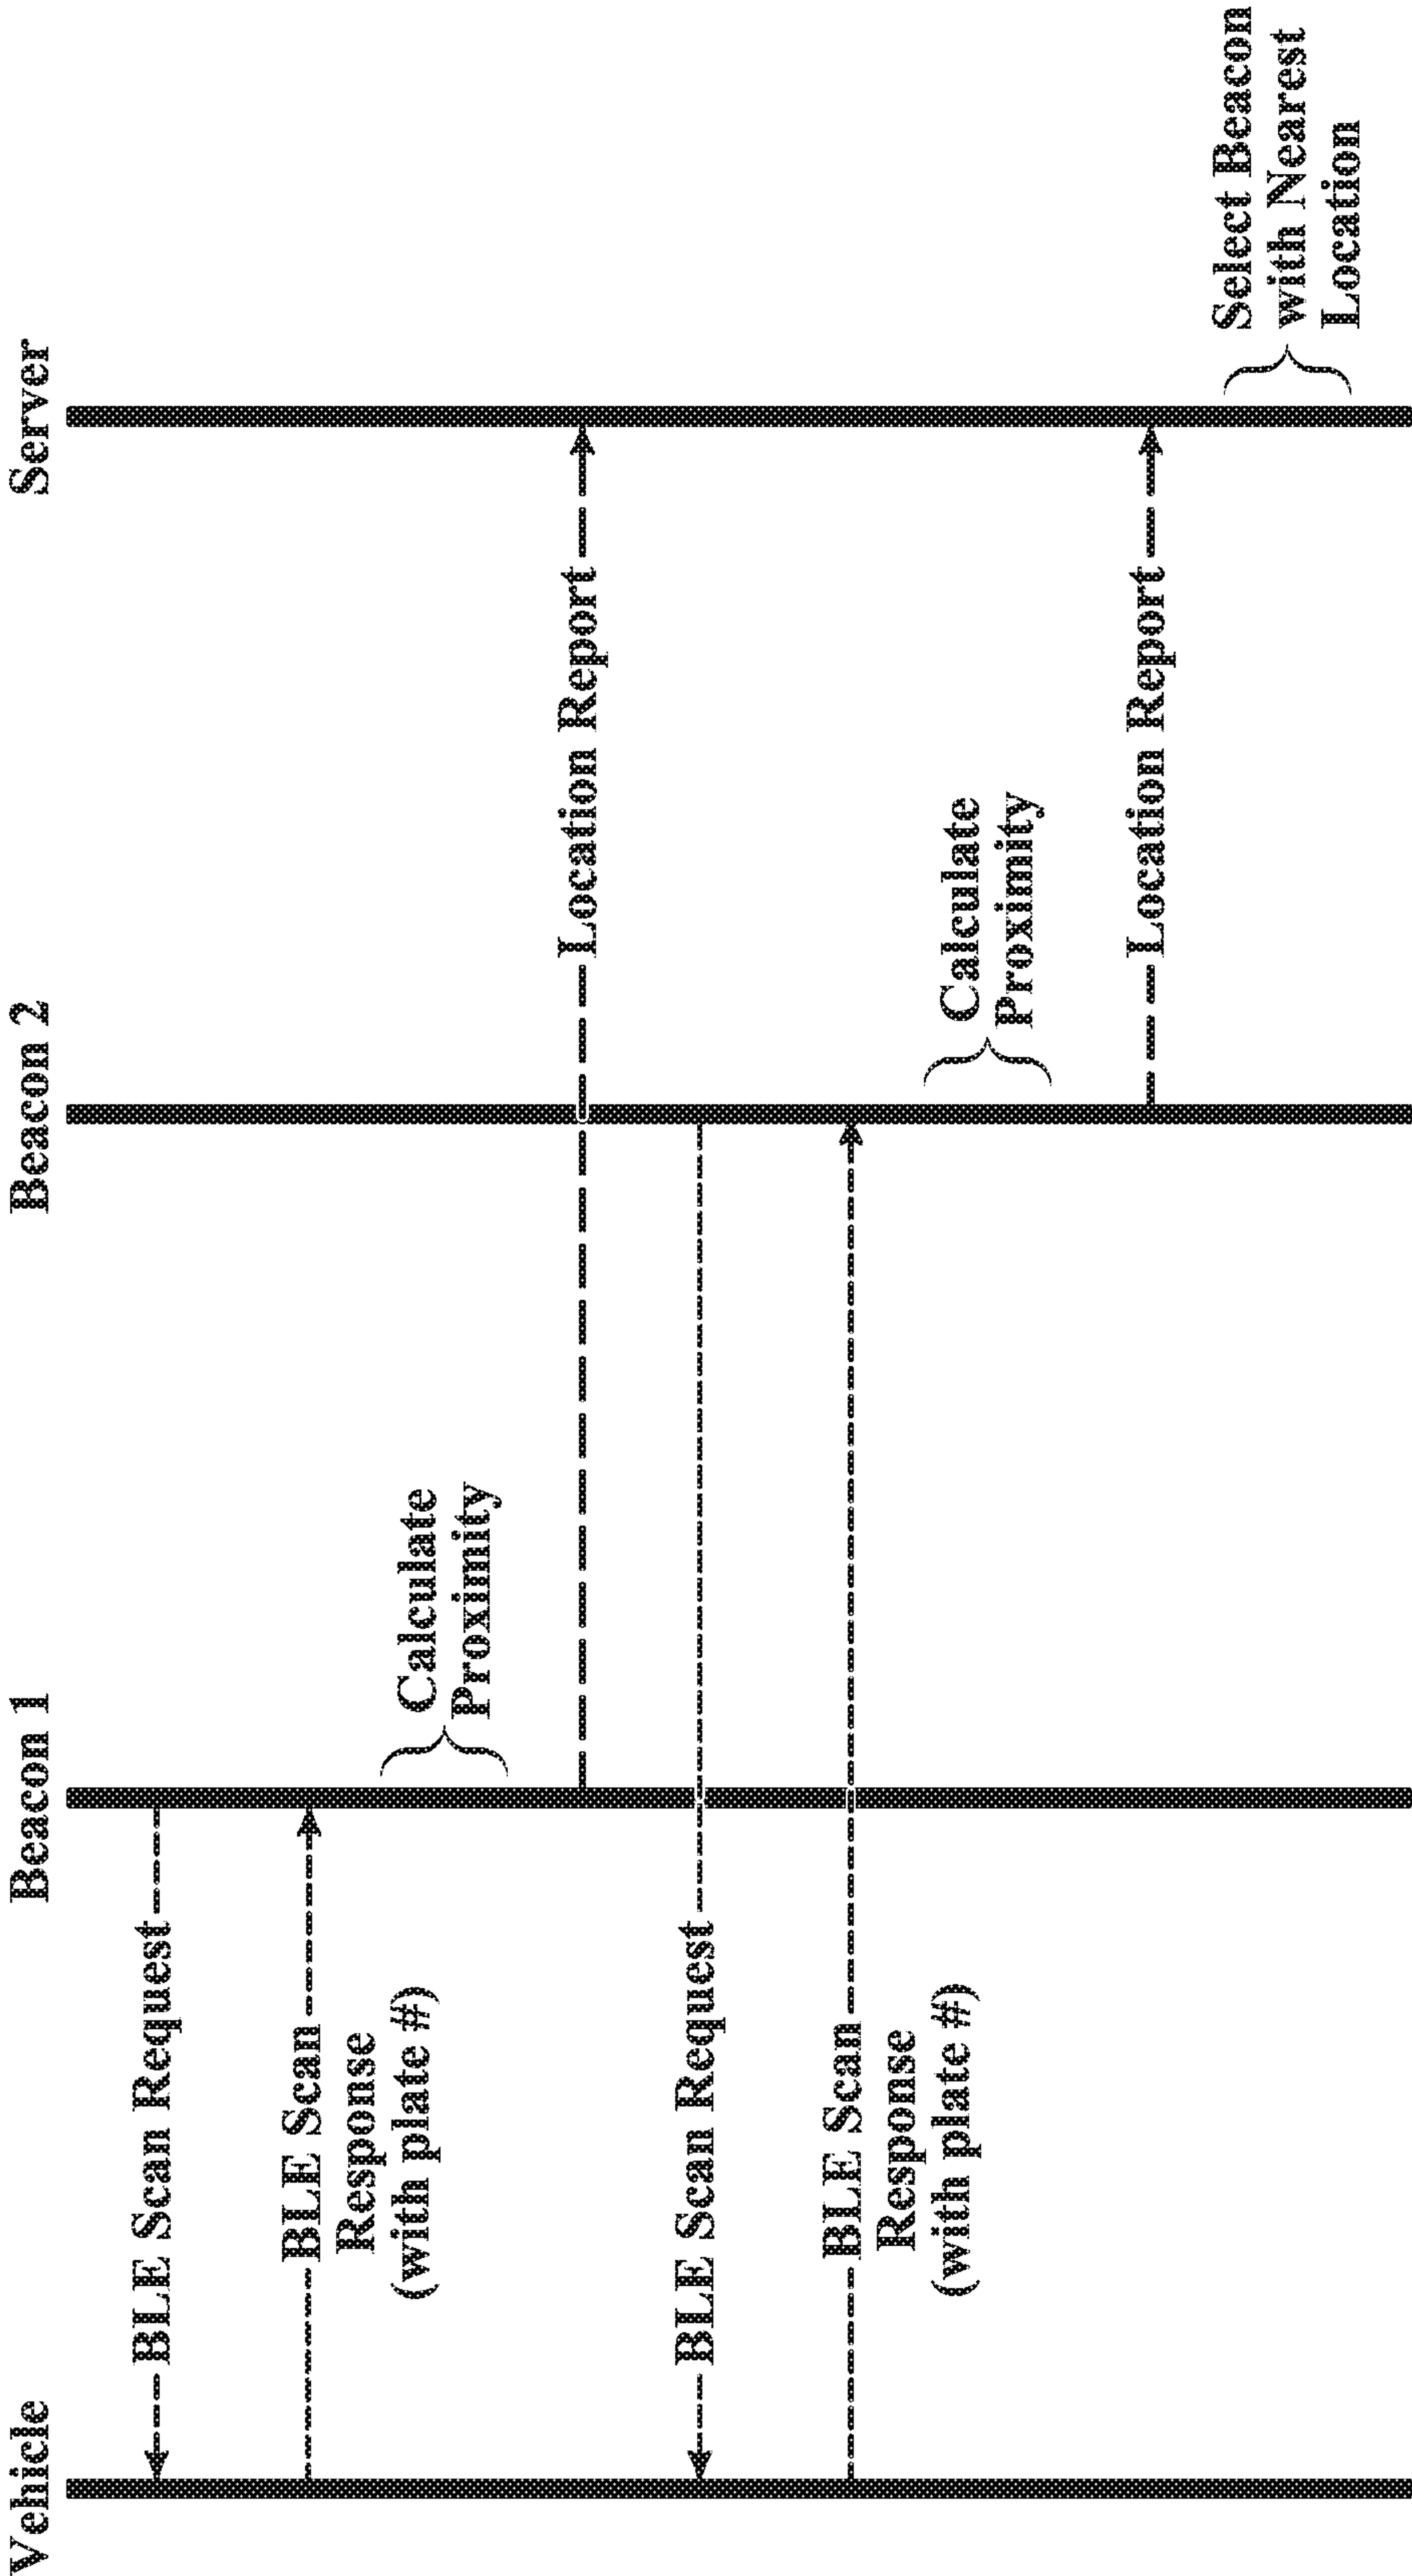 Vehicle
Beacon 1
Beacon 2
Server
BLE Scan Request
BLE Scan
Response
(with plate #)
Calculate
Proximity
Location Report
BLE Scan Request
BLE Scan
Response
(with plate #)
Calculate
Proximity
Location Report
Select Beacon
with Nearest
Location